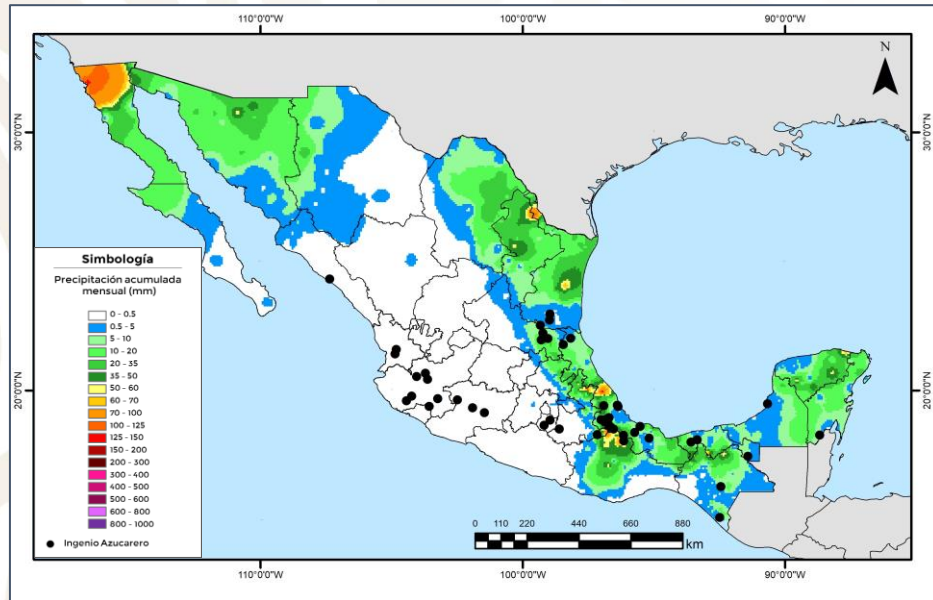 110°0'0"W 100°0'0"W 90°0'0"W
N
30°0'0"N 30°0'0"N
20°0'0"N 20°0'0"N
Simbología
Precipitación acumulada
mensual (mm)
0 - 0.5
0.5 - 5
5 - 10
10 - 20
20 - 35
35 - 50
50 - 60
60 - 70
70 - 100
100 - 125
125 - 150
150 - 200
200 - 300
300 - 400
400 - 500
500 - 600
600 - 800
800 - 1000
Ingenio Azucarero
0 110 220 440 660 880
km
110°0'0"W 100°0'0"W 90°0'0"W